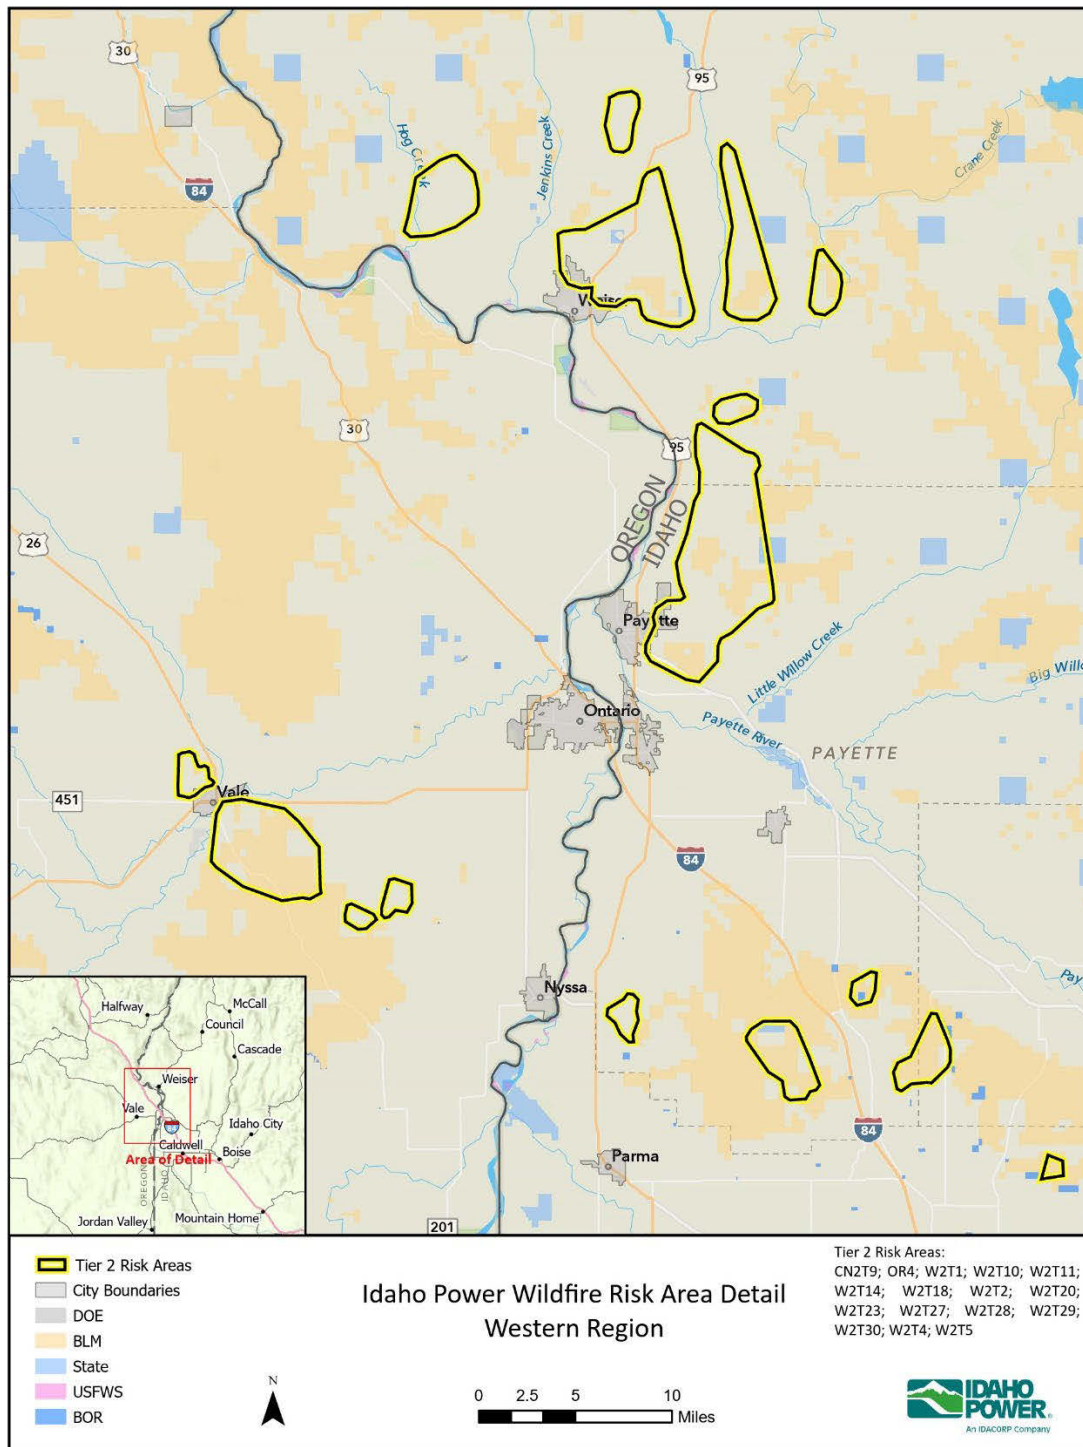 30
95
Hog Creek
Jenkins Creek
Crane Creek
84
Weiser
30
95
OREGON
IDAHO
26
Payette
Little Willow Creek
Big Willo
Ontario
Payette River
PAYETTE
Vale
451
84
Nyssa
Pay
84
Parma
201
Halfway
McCall
Council
Cascade
Weiser
Vale
Idaho City
Caldwell
Boise
Area of Detail
OREGON
IDAHO
Jordan Valley
Mountain Home
Tier 2 Risk Areas
City Boundaries
DOE
BLM
State
USFWS
BOR
N
Idaho Power Wildfire Risk Area Detail
Western Region
0 2.5 5 10
Miles
Tier 2 Risk Areas:
CN2T9; OR4; W2T1; W2T10; W2T11;
W2T14; W2T18; W2T2; W2T20;
W2T23; W2T27; W2T28; W2T29;
W2T30; W2T4; W2T5
IDAHO
POWER
An IDACORP Company